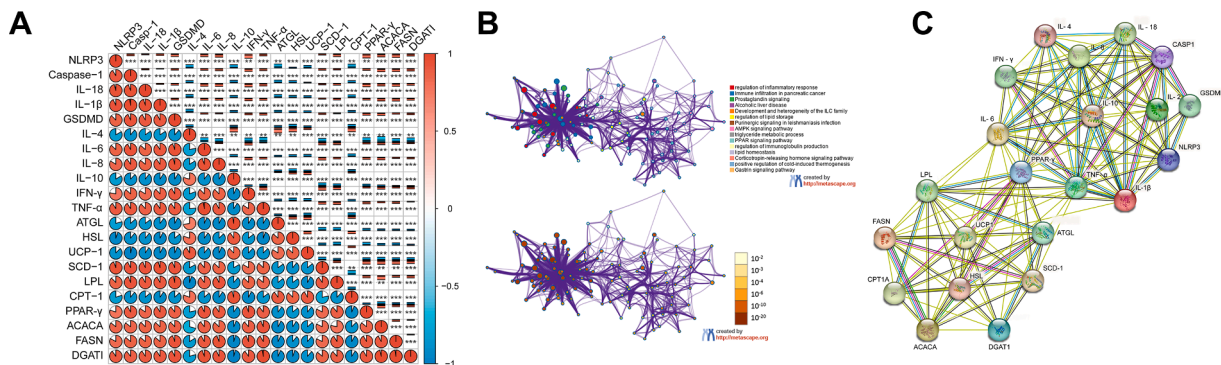 A
NLRP3
Casp-1
IL-18
IL-1β
GSDMD
IL-4
IL-6
IL-8
IL-10
IFN-γ
TNF-α
ATGL
HSL
UCP-1
SCD-1
LPL
CPT-1
PPAR-γ
ACACA
FASN
DGATI
NLRP3
Caspase-1
IL-18
IL-1β
GSDMD
IL-4
IL-6
IL-8
IL-10
IFN-γ
TNF-α
ATGL
HSL
UCP-1
SCD-1
LPL
CPT-1
PPAR-γ
ACACA
FASN
DGATI
1
0.5
0
−0.5
−1
B
regulation of inflammatory response
Immune infiltration in pancreatic cancer
Prostaglandin signaling
Alcoholic liver disease
Development and heterogeneity of the ILC family
regulation of lipid storage
Purinergic signaling in leishmaniasis infection
AMPK signaling pathway
triglyceride metabolic process
PPAR signaling pathway
regulation of immunoglobulin production
lipid homeostasis
Corticotropin-releasing hormone signaling pathway
positive regulation of cold-induced thermogenesis
Gastrin signaling pathway
created by
http://metascape.org
10-2
10-3
10-4
10-6
10-10
10-20
created by
http://metascape.org
C
IL- 4
IL - 18
CASP1
IFN - γ
GSDM
IL-10
IL- 6
NLRP3
PPAR-γ
TNF-α
IL-1β
LPL
FASN
UCP1
ATGL
SCD-1
CPT1A
HSL
ACACA
DGAT1